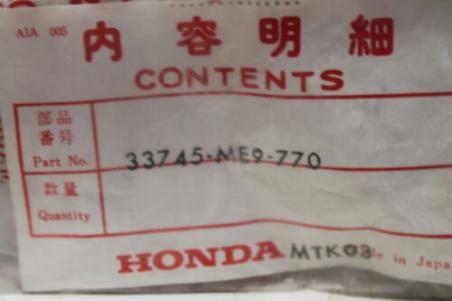 AIA 005
内容明細
CONTENTS
部品
番号
Part No. 33745-ME9-770
数量
Quantity
HONDA MTK03 in Japa